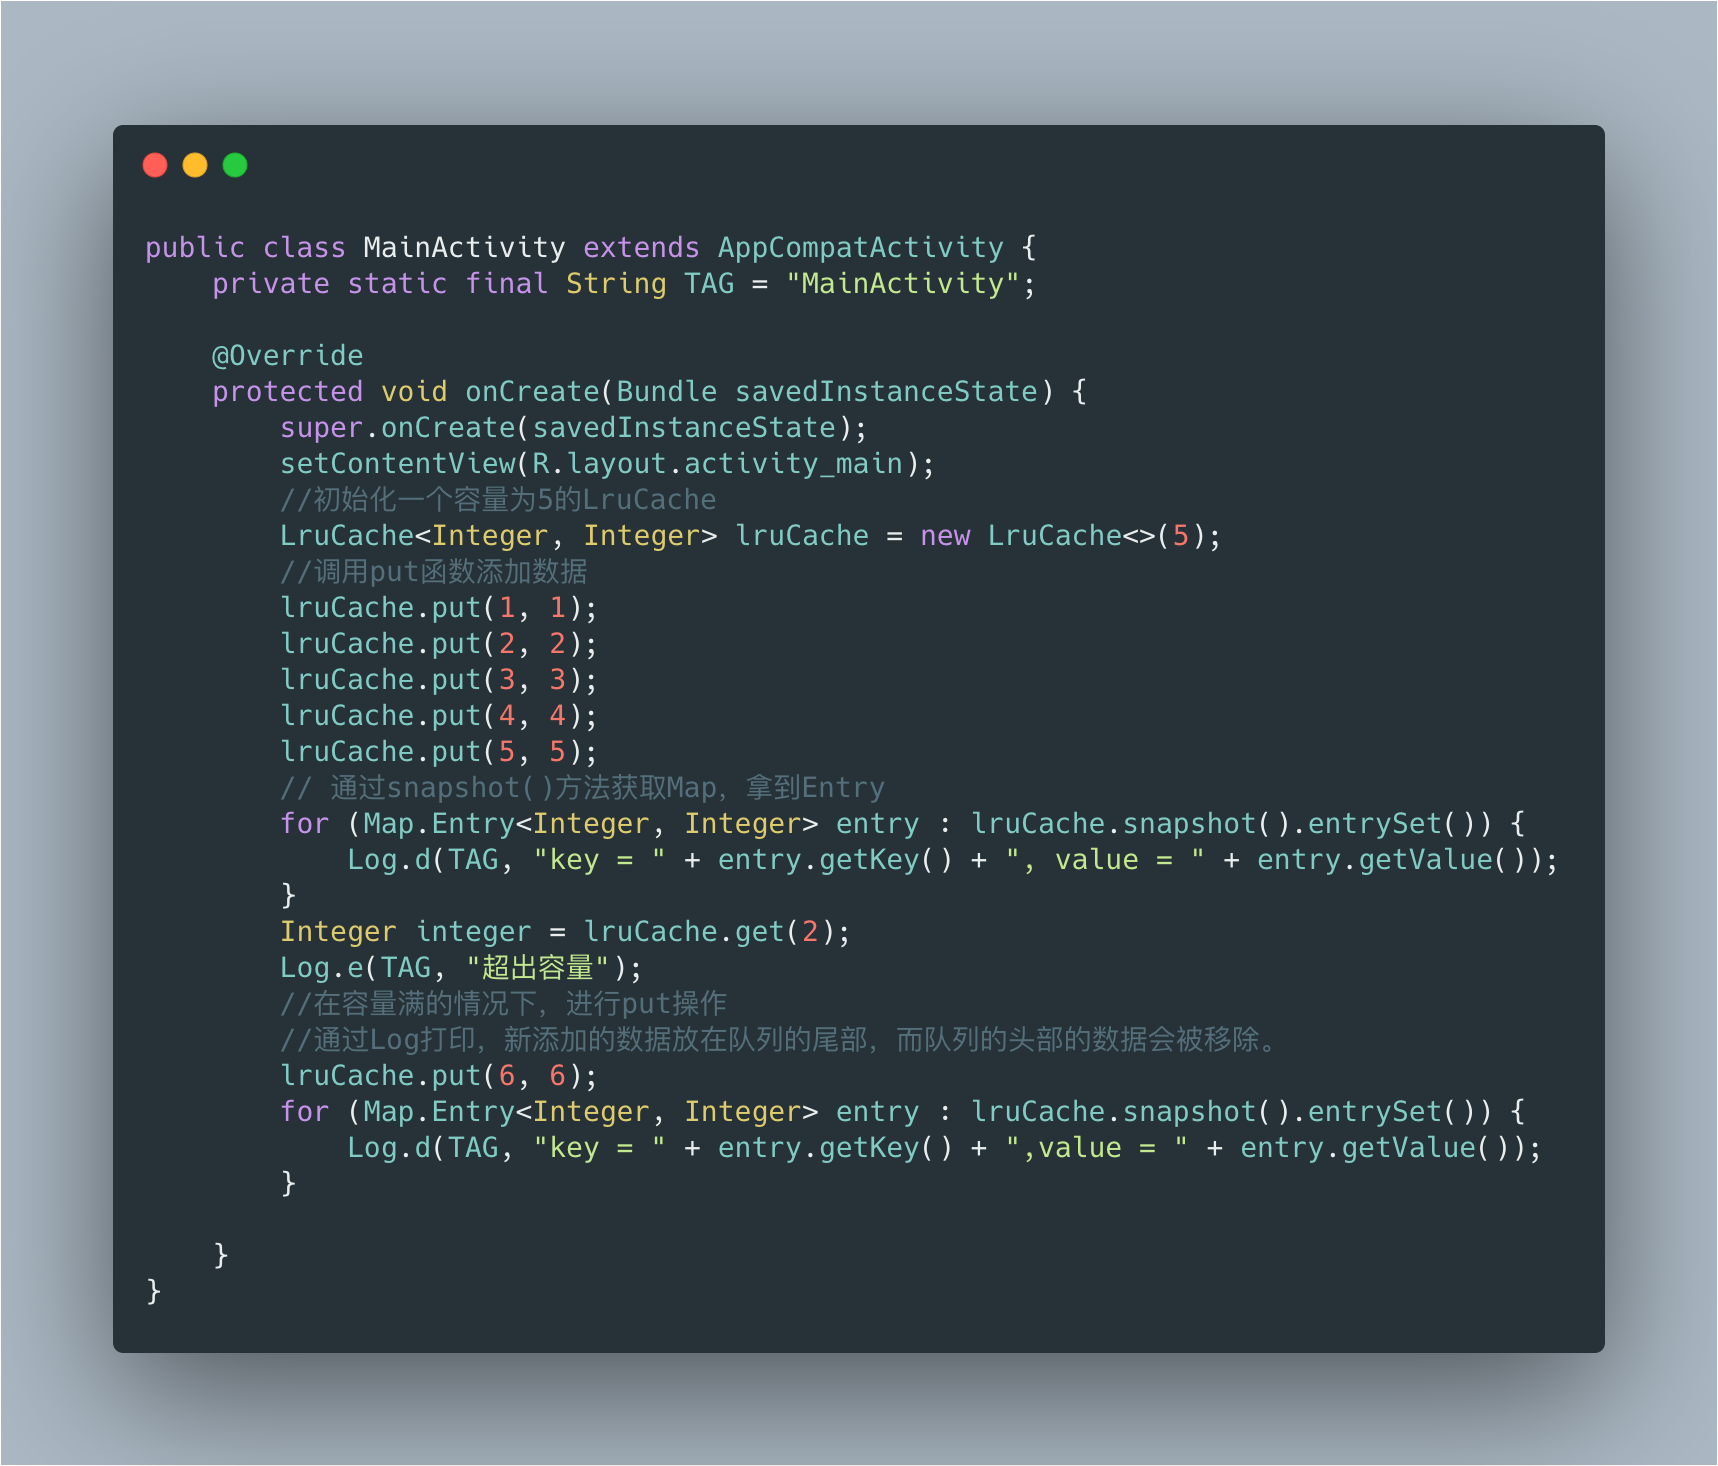 public class MainActivity extends AppCompatActivity {
    private static final String TAG = "MainActivity";

    @Override
    protected void onCreate(Bundle savedInstanceState) {
        super.onCreate(savedInstanceState);
        setContentView(R.layout.activity_main);
        //初始化一个容量为5的LruCache
        LruCache<Integer, Integer> lruCache = new LruCache<>(5);
        //调用put函数添加数据
        lruCache.put(1, 1);
        lruCache.put(2, 2);
        lruCache.put(3, 3);
        lruCache.put(4, 4);
        lruCache.put(5, 5);
        // 通过snapshot()方法获取Map，拿到Entry
        for (Map.Entry<Integer, Integer> entry : lruCache.snapshot().entrySet()) {
            Log.d(TAG, "key = " + entry.getKey() + ", value = " + entry.getValue());
        }
        Integer integer = lruCache.get(2);
        Log.e(TAG, "超出容量");
        //在容量满的情况下，进行put操作
        //通过Log打印，新添加的数据放在队列的尾部，而队列的头部的数据会被移除。
        lruCache.put(6, 6);
        for (Map.Entry<Integer, Integer> entry : lruCache.snapshot().entrySet()) {
            Log.d(TAG, "key = " + entry.getKey() + ",value = " + entry.getValue());
        }

    }
}